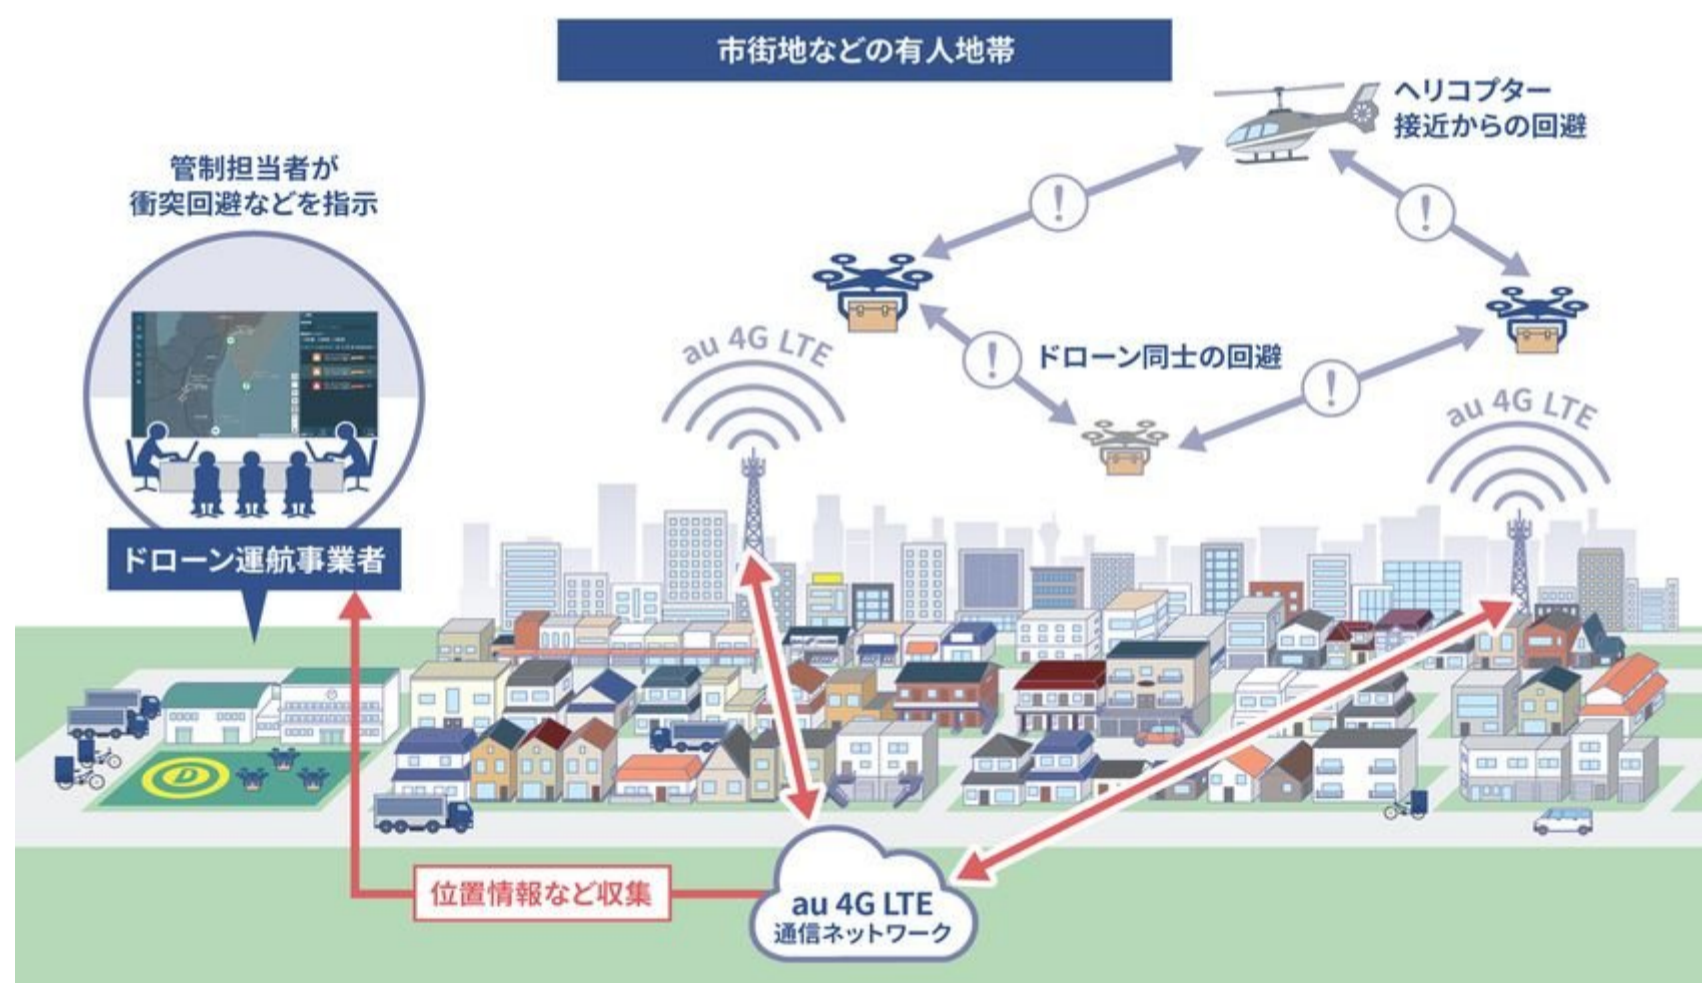 市街地などの有人地帯
ヘリコプター
接近からの回避
管制担当者が
衝突回避などを指示
au 4G LTE
ドローン同士の回避
au 4G LTE
ドローン運航事業者
D
位置情報など収集
au 4G LTE
通信ネットワーク